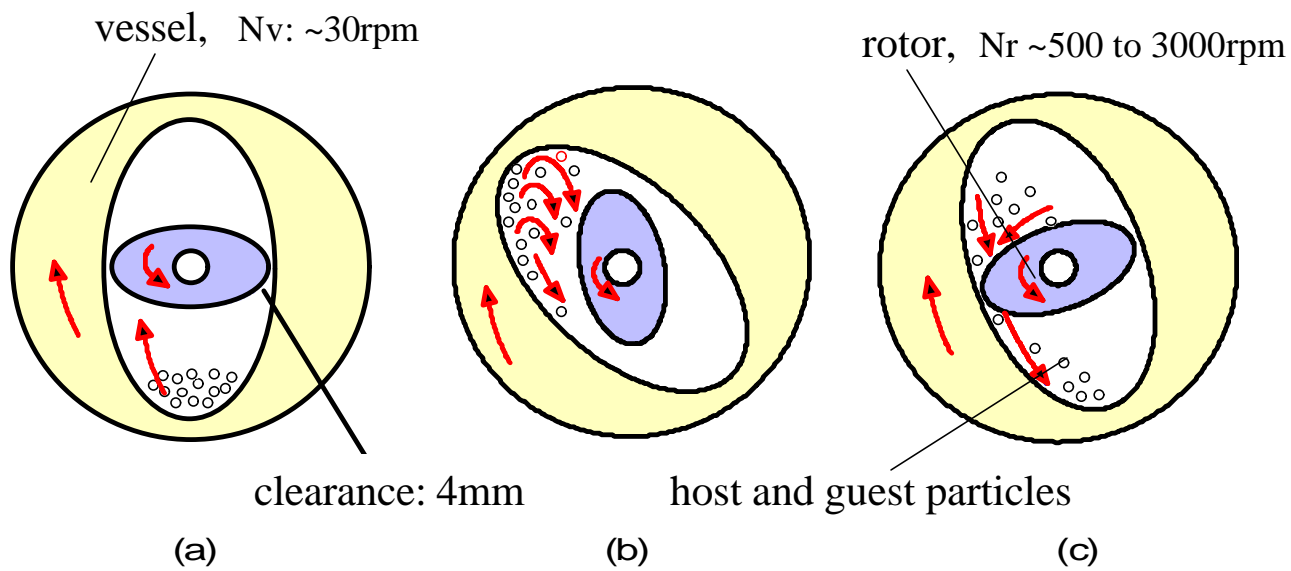 vessel, Nv: ~30rpm
rotor, Nr ~500 to 3000rpm
clearance: 4mm
host and guest particles
(a)
(b)
(c)